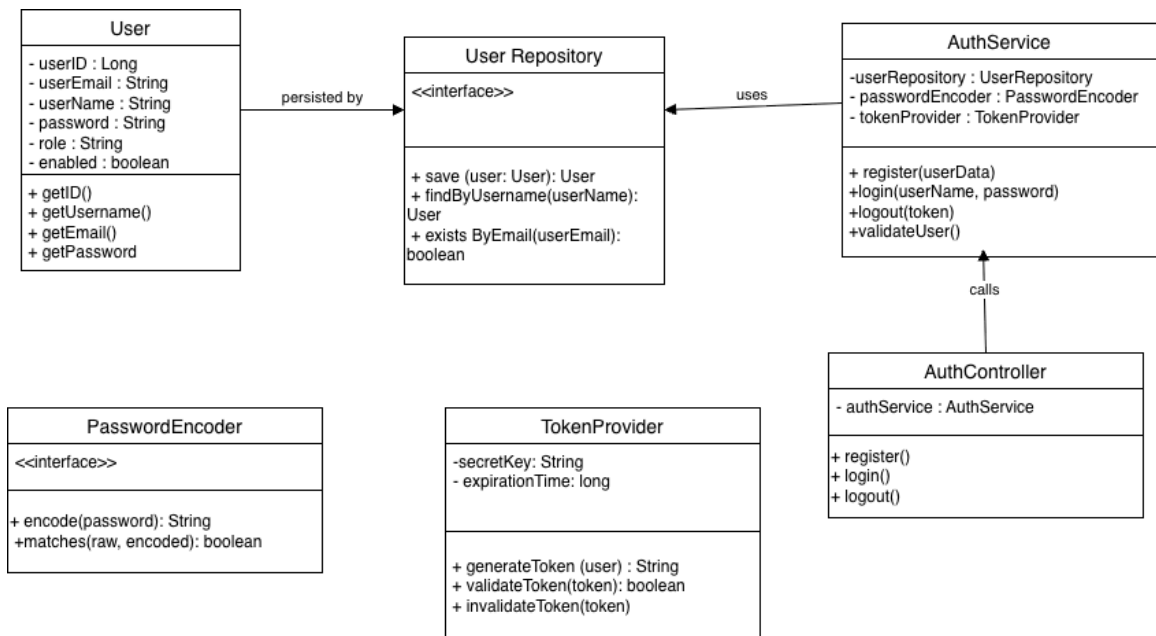 User
- userID : Long
- userEmail : String
- userName : String
- password : String
- role : String
- enabled : boolean
+ getID()
+ getUsername()
+ getEmail()
+ getPassword
persisted by
User Repository
<<interface>>
+ save (user: User): User
+ findByUsername(userName):
User
+ exists ByEmail(userEmail):
boolean
uses
AuthService
-userRepository : UserRepository
- passwordEncoder : PasswordEncoder
- tokenProvider : TokenProvider
+ register(userData)
+login(userName, password)
+logout(token)
+validateUser()
calls
AuthController
- authService : AuthService
+ register()
+ login()
+ logout()
PasswordEncoder
<<interface>>
+ encode(password): String
+matches(raw, encoded): boolean
TokenProvider
-secretKey: String
- expirationTime: long
+ generateToken (user) : String
+ validateToken(token): boolean
+ invalidateToken(token)